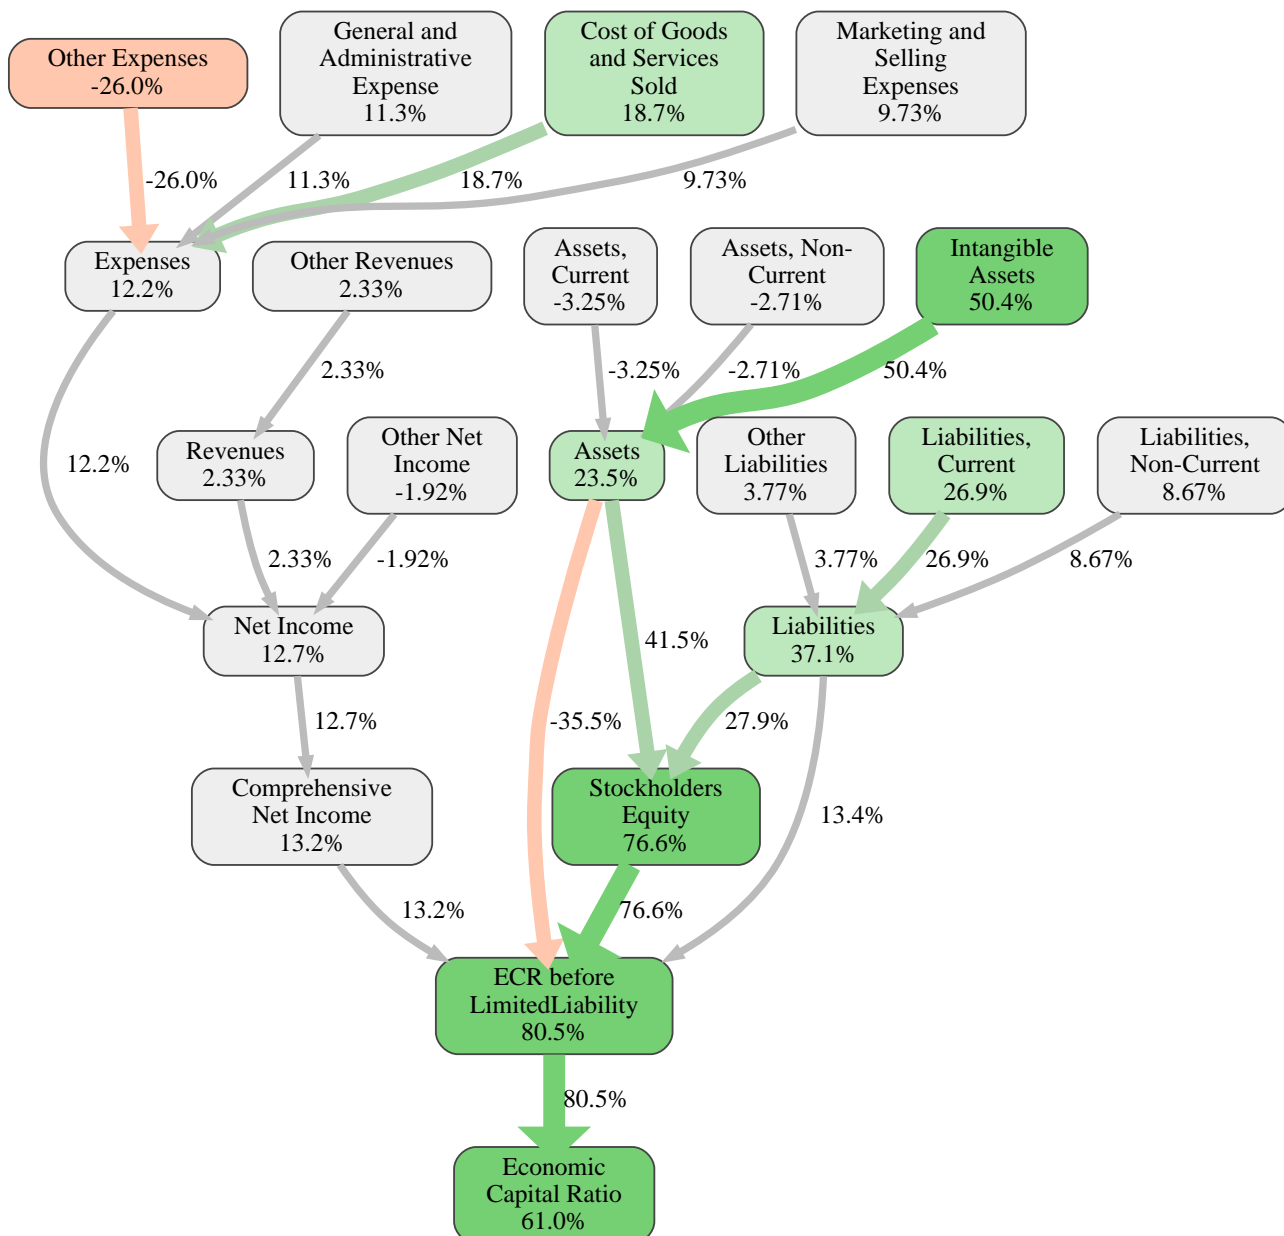 Other Expenses
-26.0%
General and
Administrative
Expense
11.3%
Cost of Goods
and Services
Sold
18.7%
Marketing and
Selling
Expenses
9.73%
-26.0%
11.3%
18.7%
9.73%
Expenses
12.2%
Other Revenues
2.33%
Assets,
Current
-3.25%
Assets, Non-
Current
-2.71%
Intangible
Assets
50.4%
2.33%
-3.25%
-2.71%
50.4%
12.2%
Revenues
2.33%
Other Net
Income
-1.92%
Assets
23.5%
Other
Liabilities
3.77%
Liabilities,
Current
26.9%
Liabilities,
Non-Current
8.67%
2.33%
-1.92%
3.77%
26.9%
8.67%
Net Income
12.7%
41.5%
Liabilities
37.1%
12.7%
-35.5%
27.9%
Comprehensive
Net Income
13.2%
Stockholders
Equity
76.6%
13.4%
13.2%
76.6%
ECR before
LimitedLiability
80.5%
80.5%
Economic
Capital Ratio
61.0%